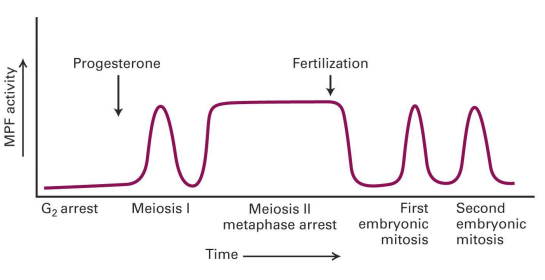 Progesterone
Fertilization
MPF activity
G₂ arrest
Meiosis I
Meiosis II
metaphase arrest
First
embryonic
mitosis
Second
embryonic
mitosis
Time